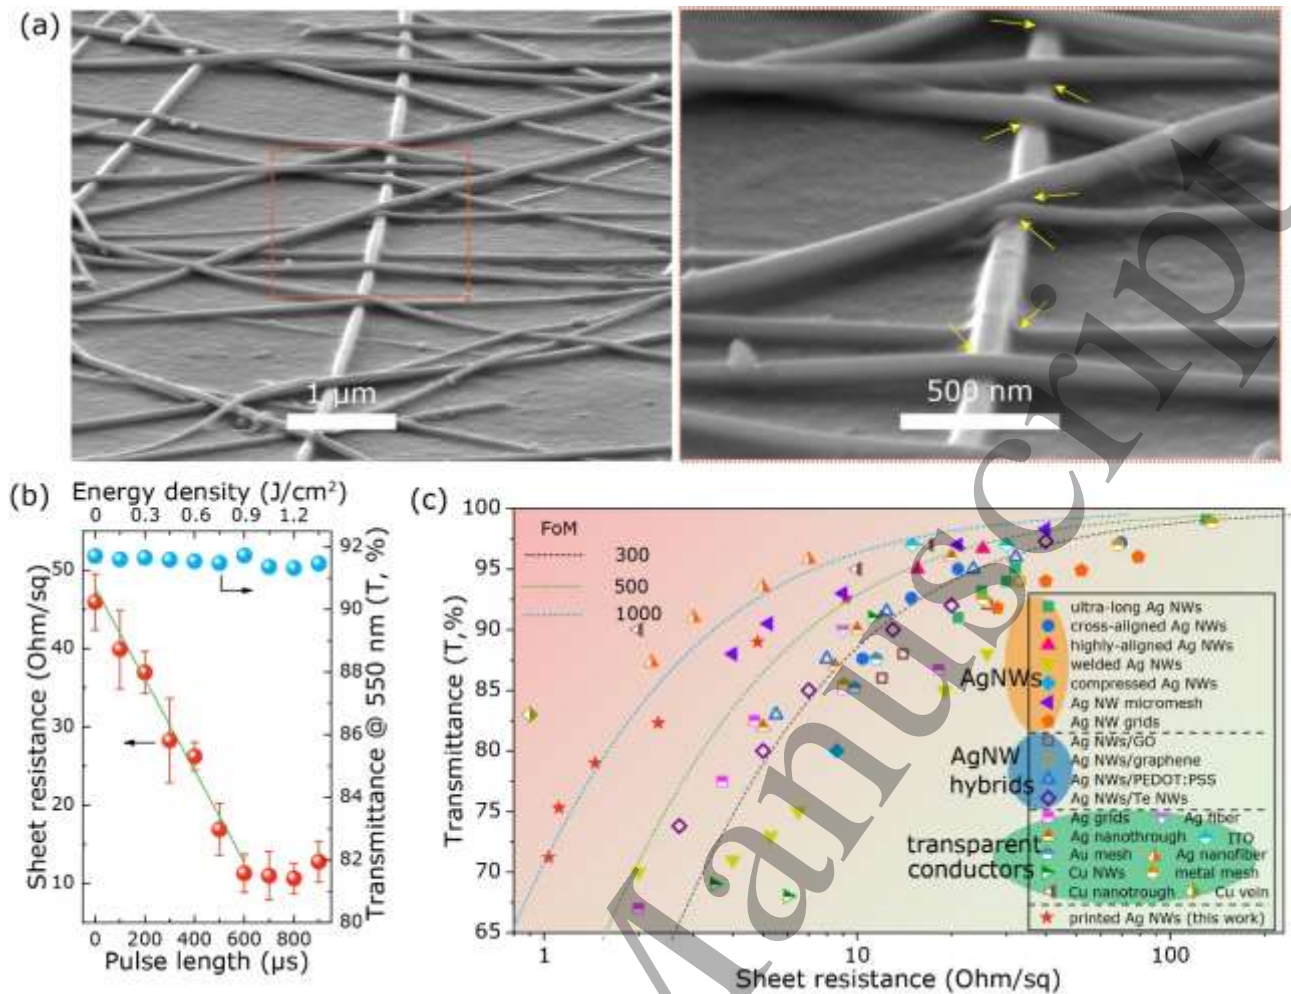 (a)
1 µm
500 nm
(b)
Energy density (J/cm²)
0 0.3 0.6 0.9 1.2
Sheet resistance (Ohm/sq)
50
40
30
20
10
Transmittance @ 550 nm (T, %)
92
90
88
86
84
82
80
0 200 400 600 800
Pulse length (µs)
(c)
Transmittance (T,%)
100
95
90
85
80
75
70
65
FoM
300
500
1000
AgNWs
ultra-long Ag NWs
cross-aligned Ag NWs
highly-aligned Ag NWs
welded Ag NWs
compressed Ag NWs
Ag NW micromesh
Ag NW grids
AgNW
hybrids
Ag NWs/GO
Ag NWs/graphene
Ag NWs/PEDOT:PSS
Ag NWs/Te NWs
transparent
conductors
Ag grids Ag fiber
Ag nanothrough ITO
Au mesh Ag nanofiber
Cu NWs metal mesh
Cu nanotrough Cu vein
printed Ag NWs (this work)
1 10 100
Sheet resistance (Ohm/sq)
Manuscript